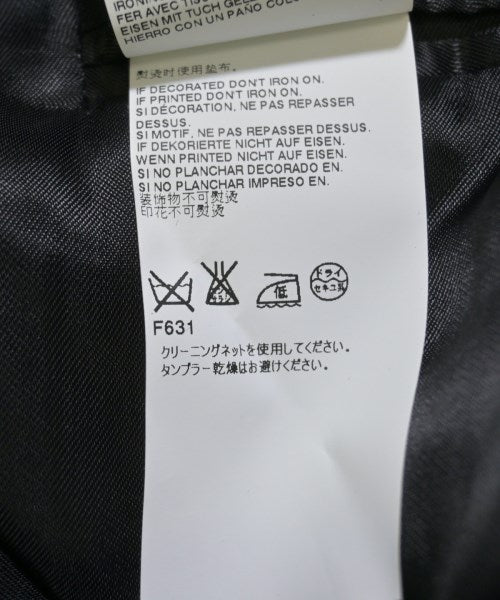 FER AVEC TISSU
EISEN MIT TUCH GELE
HIERRO CON UN PAÑO COLO
熨烫时使用垫布。
IF DECORATED DON'T IRON ON.
IF PRINTED DON'T IRON ON.
SI DÉCORATION, NE PAS REPASSER
DESSUS.
SI MOTIF, NE PAS REPASSER DESSUS.
IF DEKORIERTE NICHT AUF EISEN.
WENN PRINTED NICHT AUF EISEN.
SI NO PLANCHAR DECORADO EN.
SI NO PLANCHAR IMPRESO EN.
装饰物不可熨烫
印花不可熨烫
低
ドライ
セキユ系
F631
クリーニングネットを使用してください。
タンブラー乾燥はお避けください。